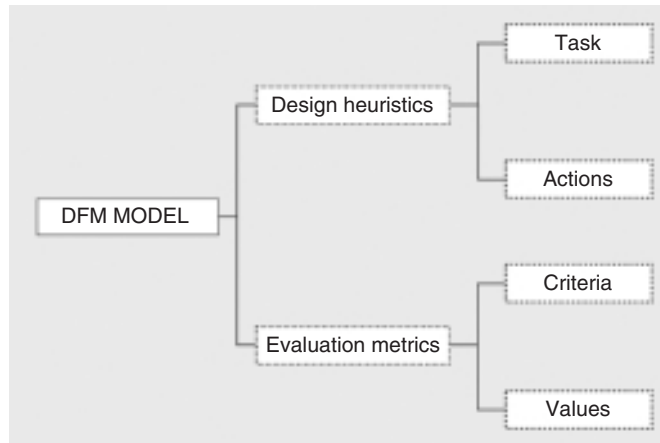 Task
Design heuristics
Actions
DFM MODEL
Criteria
Evaluation metrics
Values